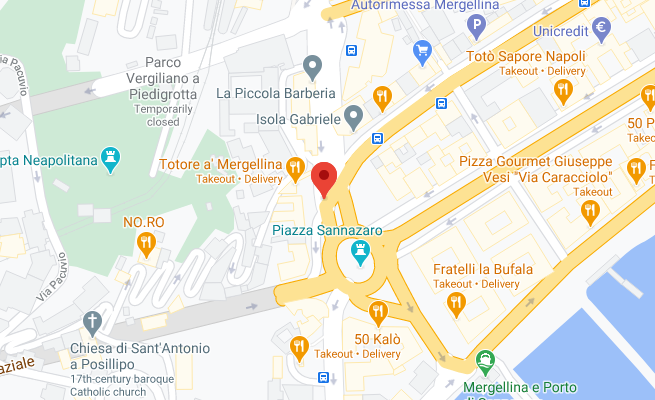 Autorimessa Mergellina
P
Unicredit
€
Parco
Vergiliano a
Piedigrotta
Temporarily
closed
Via Pacuvio
La Piccola Barberia
Totò Sapore Napoli
Takeout • Delivery
Isola Gabriele
50
pta Neapolitana
Totore a' Mergellina
Takeout • Delivery
Pizza Gourmet Giuseppe
Vesi "Via Caracciolo"
Takeout
NO.RO
Piazza Sannazaro
Via Pacuvio
Fratelli la Bufala
Takeout • Delivery
50 Kalò
Takeout • Delivery
Chiesa di Sant'Antonio
a Posillipo
17th-century baroque
Catholic church
aziale
Mergellina e Porto